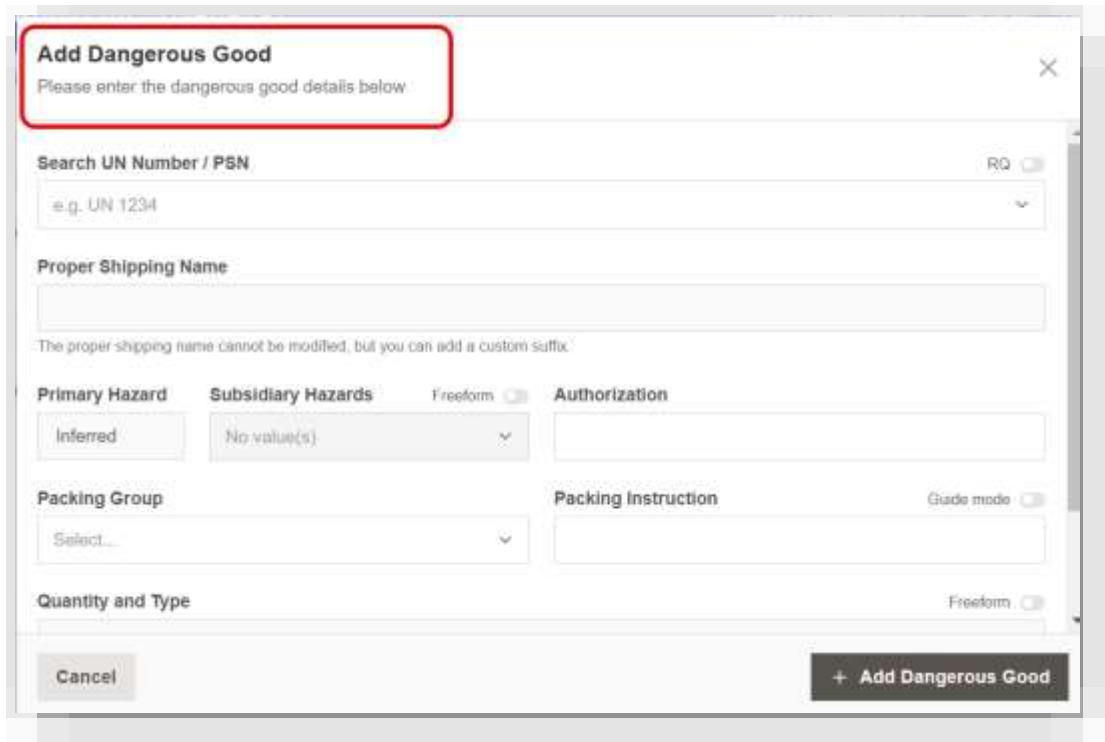 Add Dangerous Good
Please enter the dangerous good details below
Search UN Number / PSN
RQ
e.g. UN 1234
Proper Shipping Name
The proper shipping name cannot be modified, but you can add a custom suffix.
Primary Hazard Subsidiary Hazards Freeform Authorization
Inferred No value(s)
Packing Group Packing Instruction Guide mode
Select...
Quantity and Type Freeform
Cancel + Add Dangerous Good